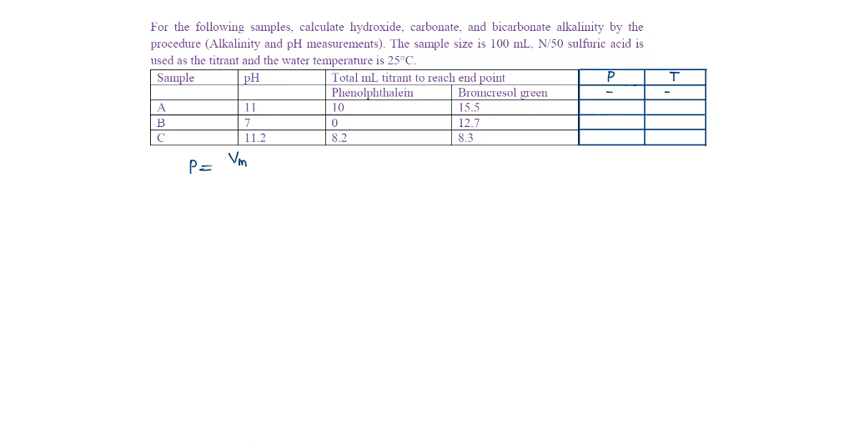 For the following samples, calculate hydroxide, carbonate, and bicarbonate alkalinity by the
procedure (Alkalinity and pH measurements). The sample size is 100 mL, N/50 sulfuric acid is
used as the titrant and the water temperature is 25°C.
Sample pH Total mL titrant to reach end point P T
Phenolphthalein Bromcresol green - -
A 11 10 15.5
B 7 0 12.7
C 11.2 8.2 8.3
P= Vm